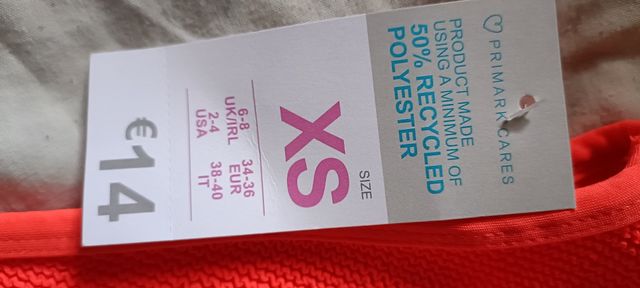 PRIMARK CARES
PRODUCT MADE
USING A MINIMUM OF
50% RECYCLED
POLYESTER
SIZE
XS
6-8 34-36 38-40
UK/IRL EUR IT
2-4
USA
€14